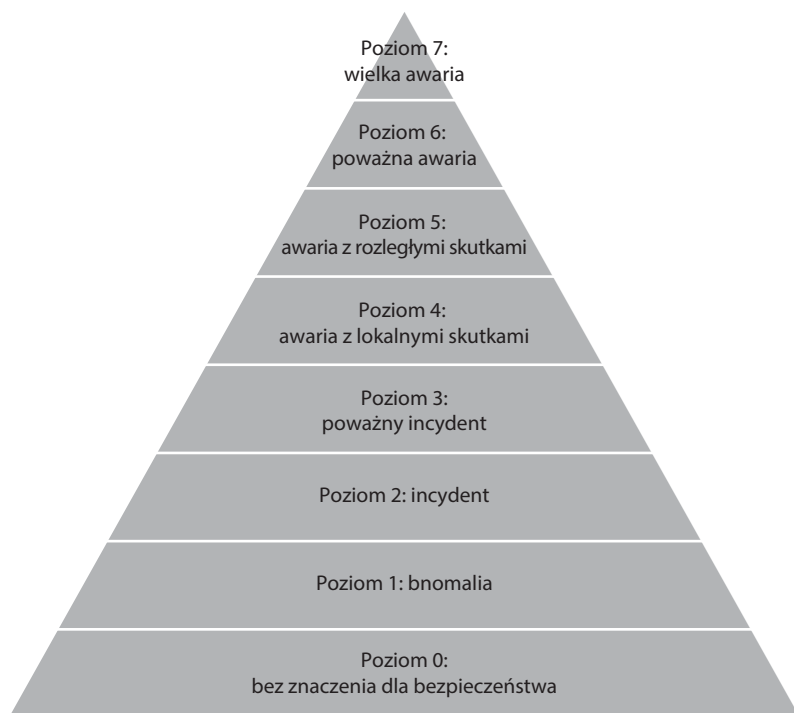 Poziom 7:
wielka awaria
Poziom 6:
poważna awaria
Poziom 5:
awaria z rozległymi skutkami
Poziom 4:
awaria z lokalnymi skutkami
Poziom 3:
poważny incydent
Poziom 2: incydent
Poziom 1: bnomalia
Poziom 0:
bez znaczenia dla bezpieczeństwa